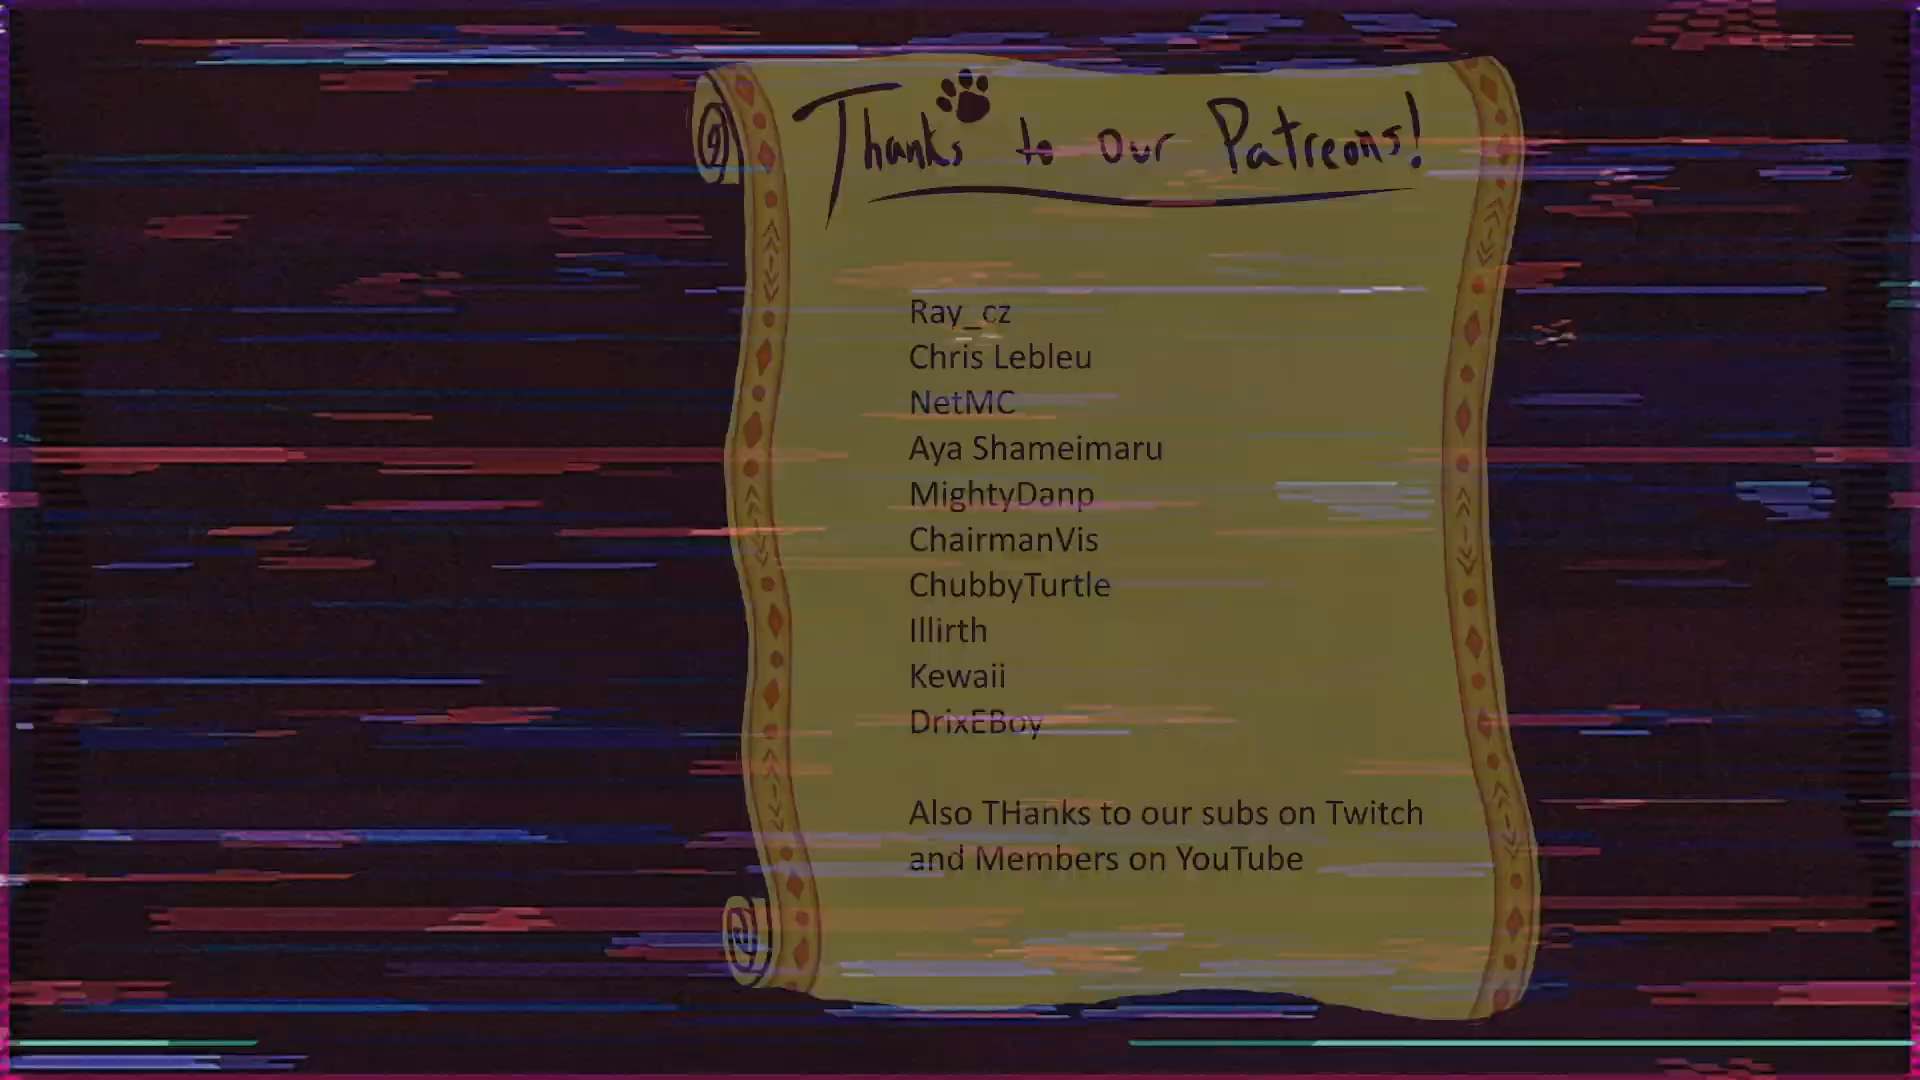 Thanks to our Patreons!
Ray_cz
Chris Lebleu
NetMC
Aya Shameimaru
MightyDanp
ChairmanVis
ChubbyTurtle
Illirth
Kewaii
DrixEBoy
Also THanks to our subs on Twitch
and Members on YouTube